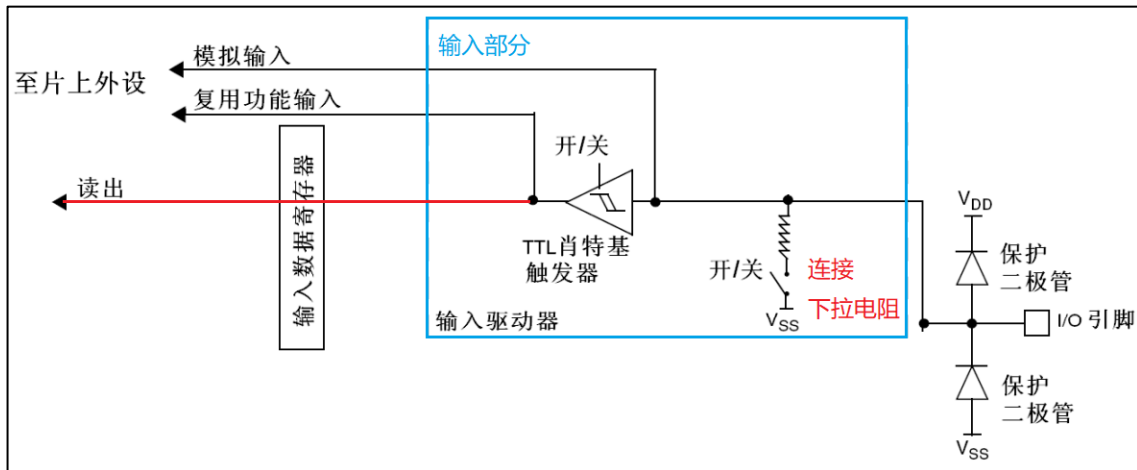 输入部分
模拟输入
至片上外设
复用功能输入
开/关
读出
输入数据寄存器
TTL肖特基
触发器
开/关
连接
下拉电阻
VSS
输入驱动器
VDD
保护
二极管
I/O 引脚
保护
二极管
VSS